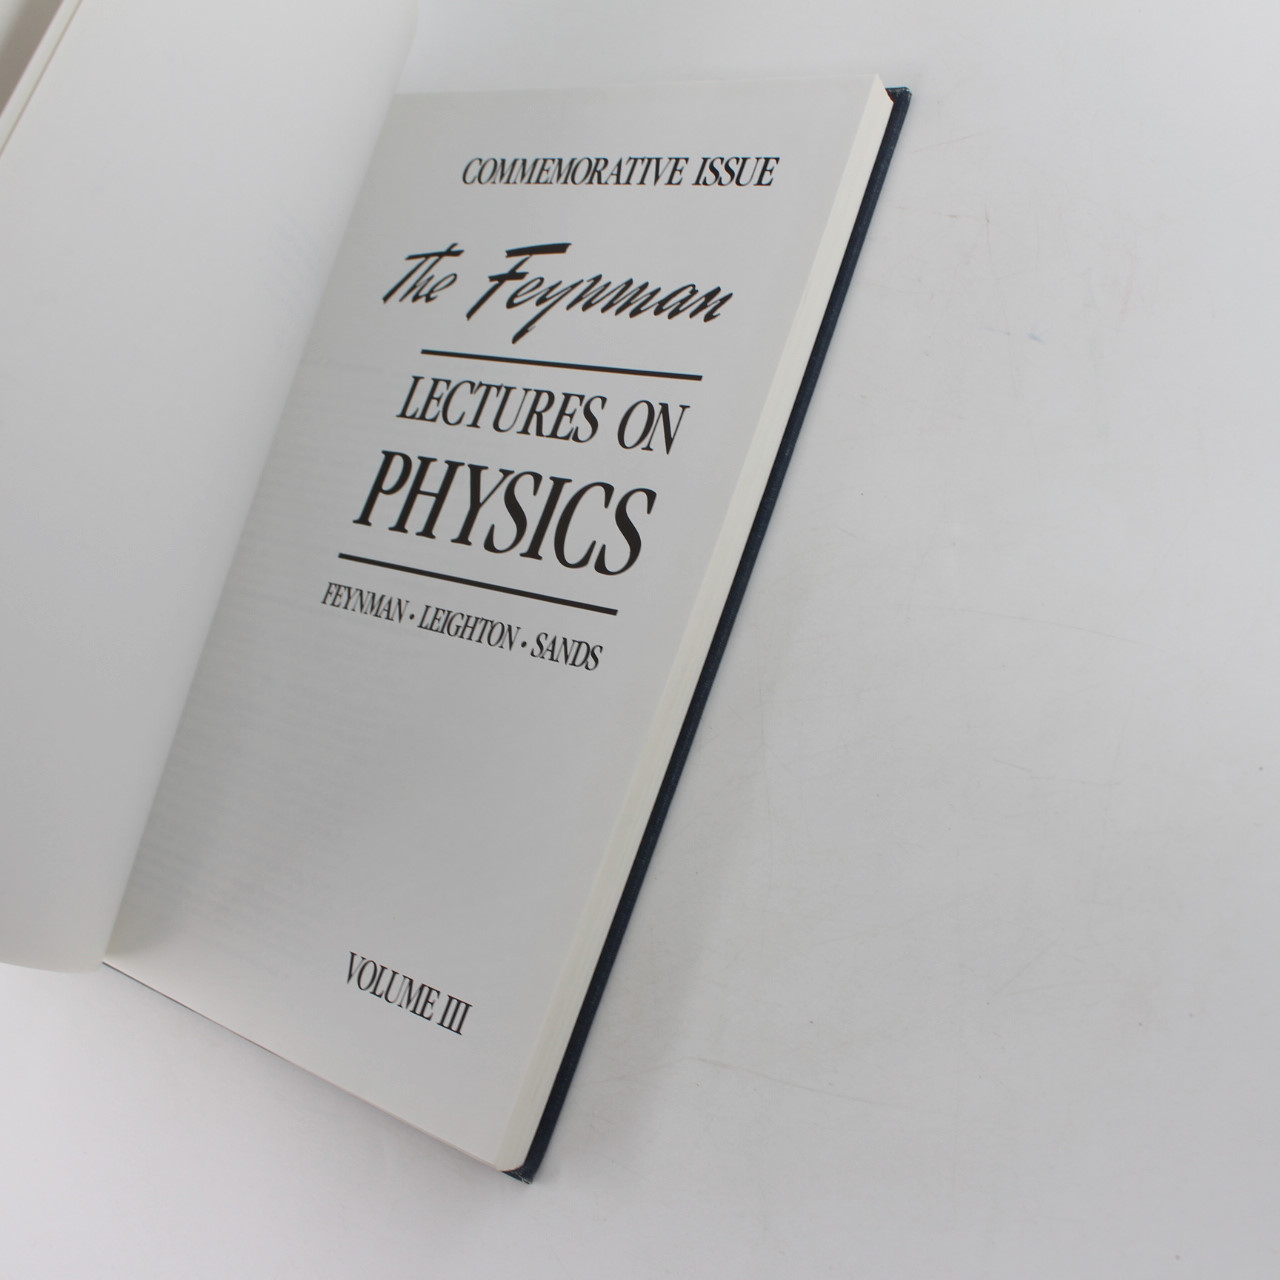 COMMEMORATIVE ISSUE
The Feynman
LECTURES ON
PHYSICS
FEYNMAN • LEIGHTON • SANDS
VOLUME III